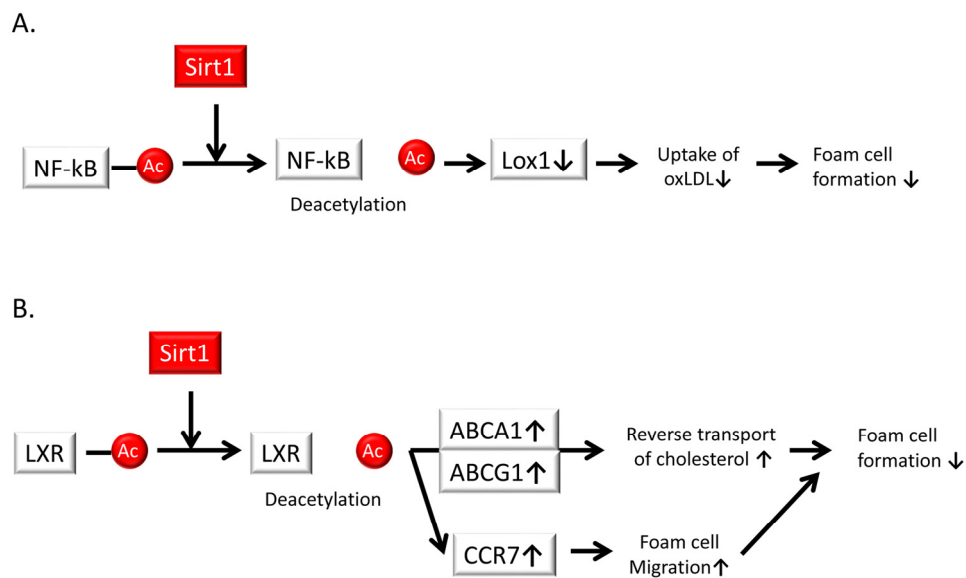 A.
Sirt1
NF-kB
Ac
NF-kB
Ac
Lox1↓
Uptake of
oxLDL↓
Foam cell
formation ↓
Deacetylation
B.
Sirt1
LXR
Ac
LXR
Ac
ABCA1↑
ABCG1↑
Reverse transport
of cholesterol ↑
Foam cell
formation ↓
Deacetylation
CCR7↑
Foam cell
Migration↑